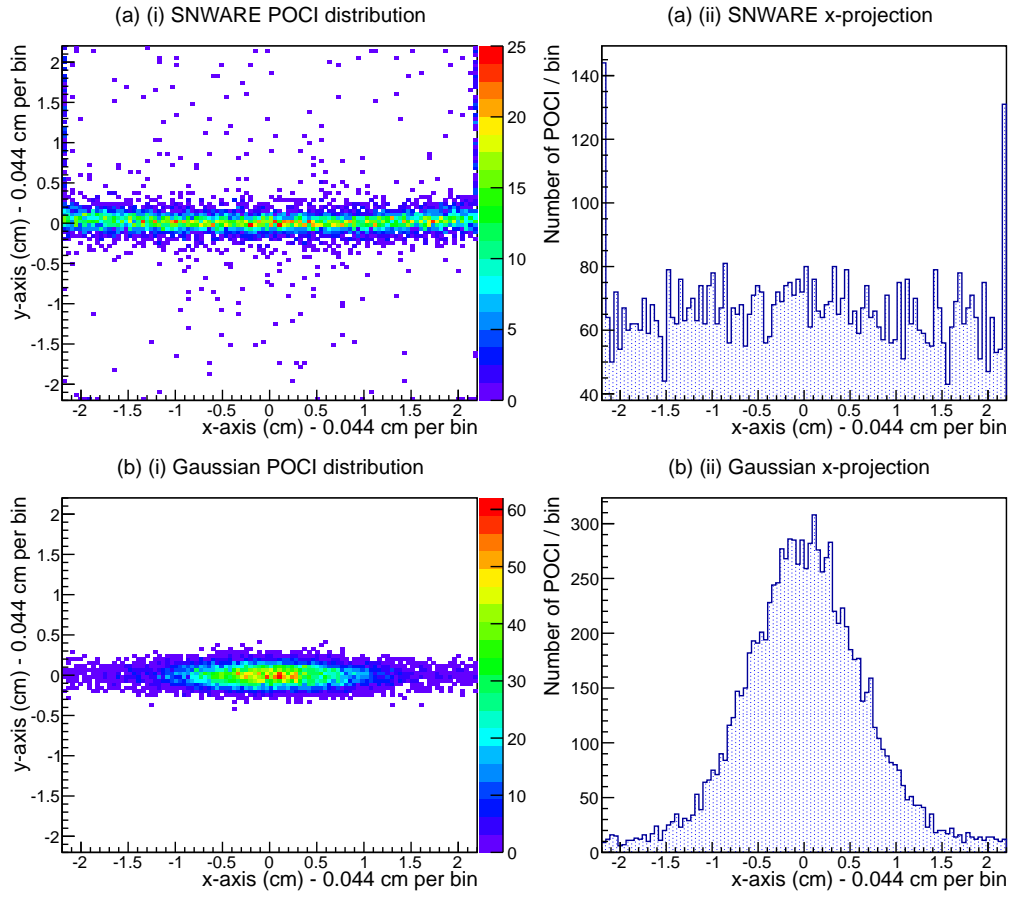 (a) (i) SNWARE POCI distribution
y-axis (cm) - 0.044 cm per bin
2
1.5
1
0.5
0
-0.5
-1
-1.5
-2
-2 -1.5 -1 -0.5 0 0.5 1 1.5 2
x-axis (cm) - 0.044 cm per bin
25
20
15
10
5
0
a) (ii) SNWARE x-projection
Number of POCI / bin
140
120
100
80
60
40
-2 -1.5 -1 -0.5 0 0.5 1 1.5 2
x-axis (cm) - 0.044 cm per bin
(b) (i) Gaussian POCI distribution
y-axis (cm) - 0.044 cm per bin
2
1.5
1
0.5
0
-0.5
-1
-1.5
-2
-2 -1.5 -1 -0.5 0 0.5 1 1.5 2
x-axis (cm) - 0.044 cm per bin
60
50
40
30
20
10
0
b) (ii) Gaussian x-projection
Number of POCI / bin
300
250
200
150
100
50
0
-2 -1.5 -1 -0.5 0 0.5 1 1.5 2
x-axis (cm) - 0.044 cm per bin